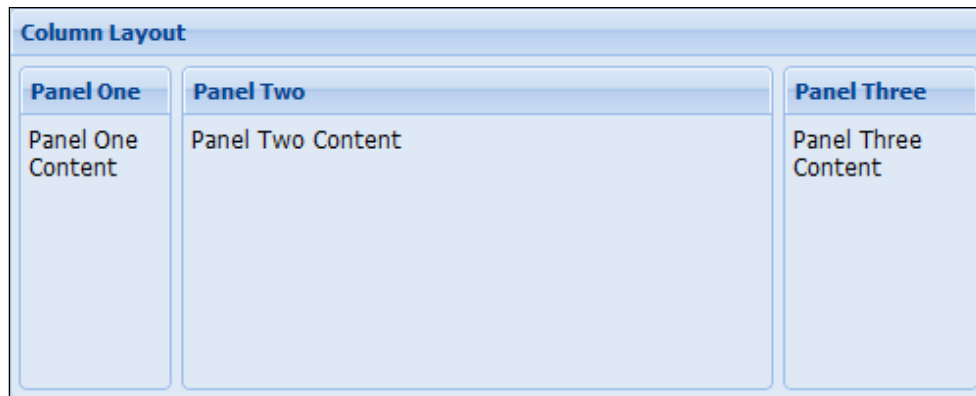 Column Layout
Panel One
Panel One
Content
Panel Two
Panel Two Content
Panel Three
Panel Three
Content